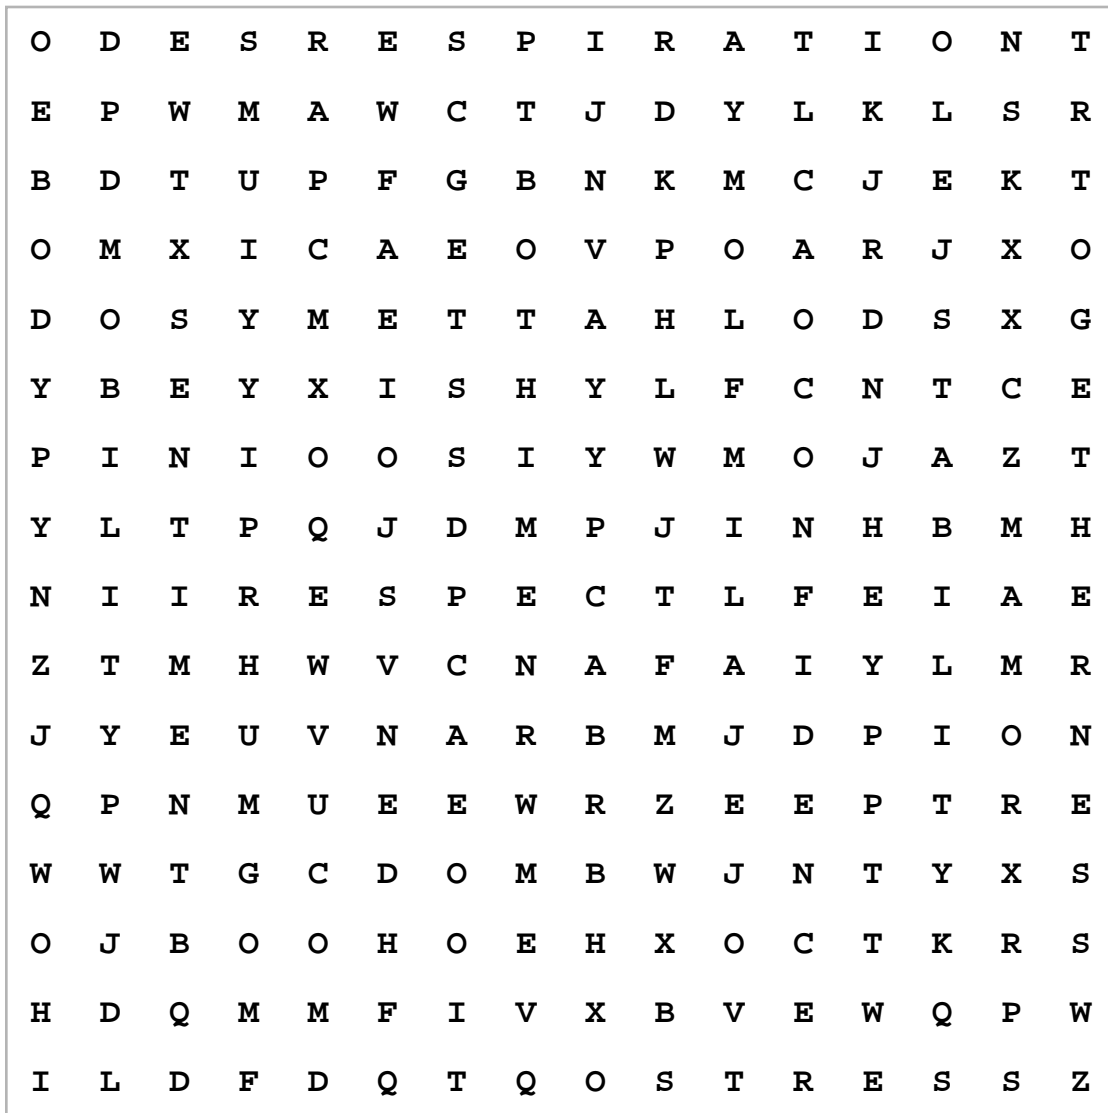 O D E S R E S P I R A T I O N T
E P W M A W C T J D Y L K L S R
B D T U P F G B N K M C J E K T
O M X I C A E O V P O A R J X O
D O S Y M E T T A H L O D S X G
Y B E Y X I S H Y L F C N T C E
P I N I O O S I Y W M O J A Z T
Y L T P Q J D M P J I N H B M H
N I I R E S P E C T L F E I A E
Z T M H W V C N A F A I Y L M R
J Y E U V N A R B M J D P I O N
Q P N M U E E W R Z E E P T R E
W W T G C D O M B W J N T Y X S
O J B O O H O E H X O C T K R S
H D Q M M F I V X B V E W Q P W
I L D F D Q T Q O S T R E S S Z